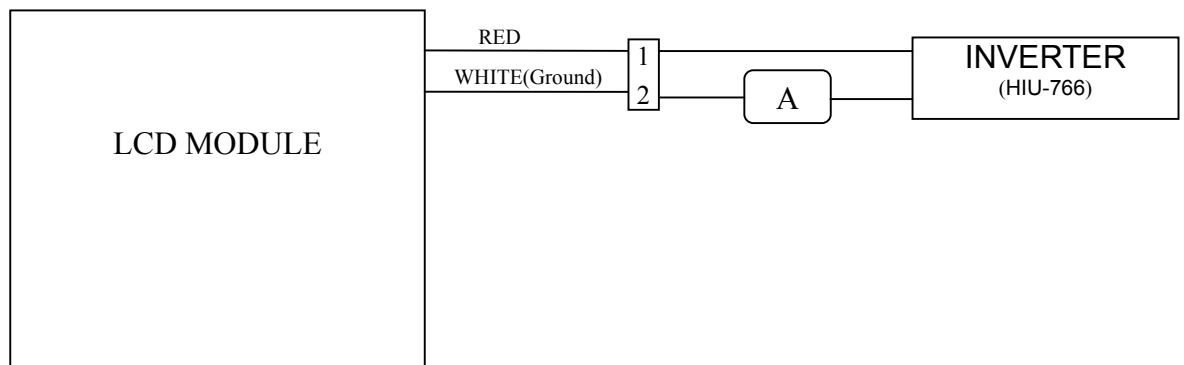 RED
WHITE(Ground)
1
2
A
INVERTER
(HIU-766)
LCD MODULE